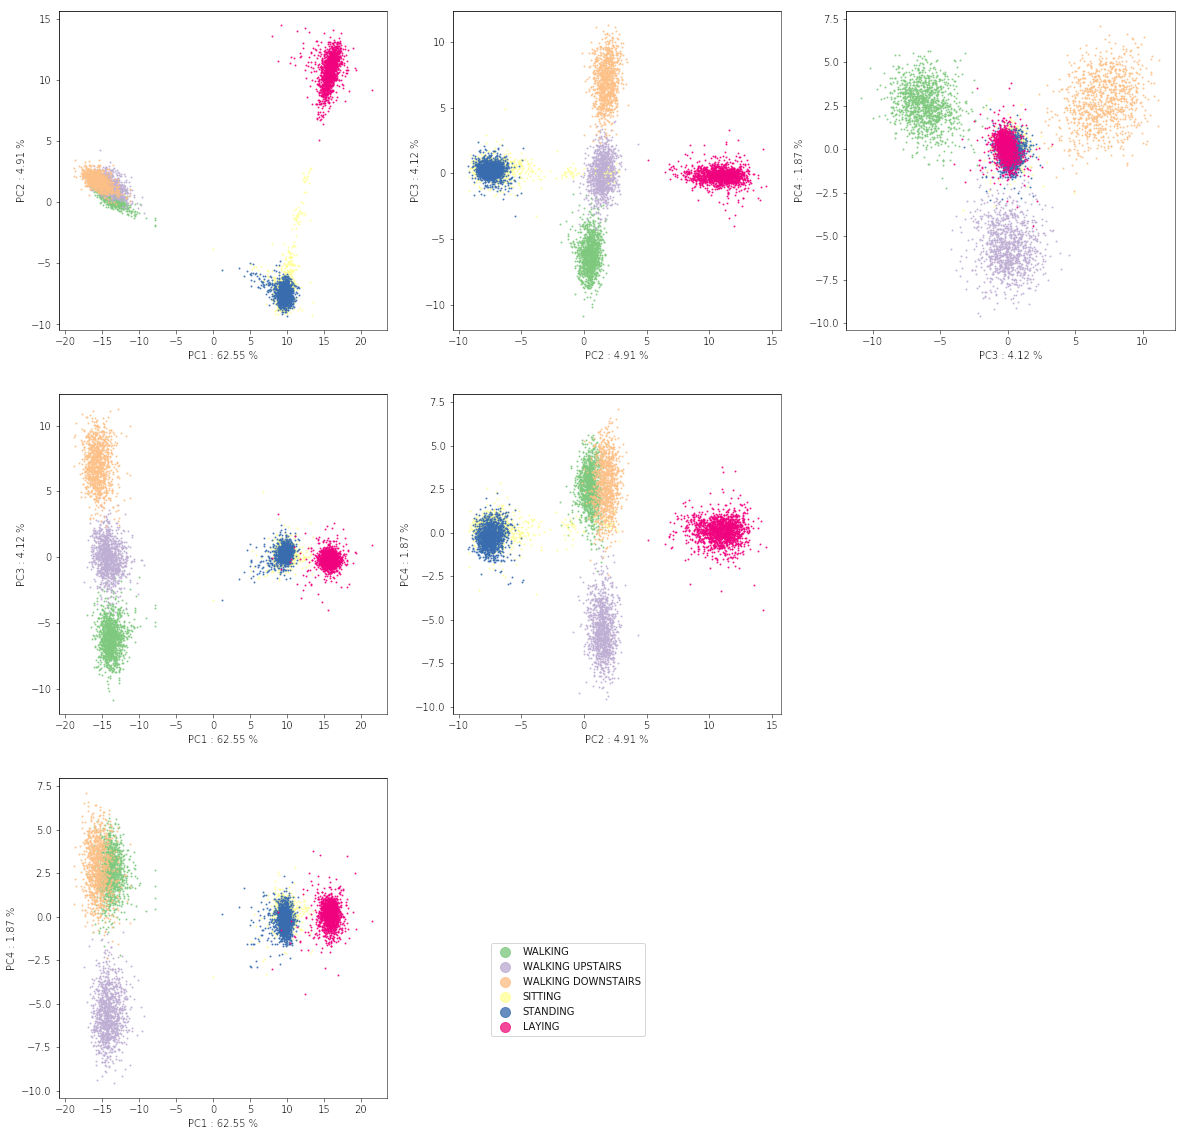 15
10
5
0
−5
−10
−20 −15 −10 −5 0 5 10 15 20
PC1 : 62.55 %
PC2 : 4.91 %
10
5
0
−5
−10
−10 −5 0 5 10 15
PC2 : 4.91 %
PC3 : 4.12 %
7.5
5.0
2.5
0.0
−2.5
−5.0
−7.5
−10.0
−10 −5 0 5 10
PC3 : 4.12 %
PC4 : 1.87 %
10
5
0
−5
−10
−20 −15 −10 −5 0 5 10 15 20
PC1 : 62.55 %
PC3 : 4.12 %
7.5
5.0
2.5
0.0
−2.5
−5.0
−7.5
−10.0
−10 −5 0 5 10 15
PC2 : 4.91 %
PC4 : 1.87 %
7.5
5.0
2.5
0.0
−2.5
−5.0
−7.5
−10.0
−20 −15 −10 −5 0 5 10 15 20
PC1 : 62.55 %
PC4 : 1.87 %
WALKING
WALKING UPSTAIRS
WALKING DOWNSTAIRS
SITTING
STANDING
LAYING